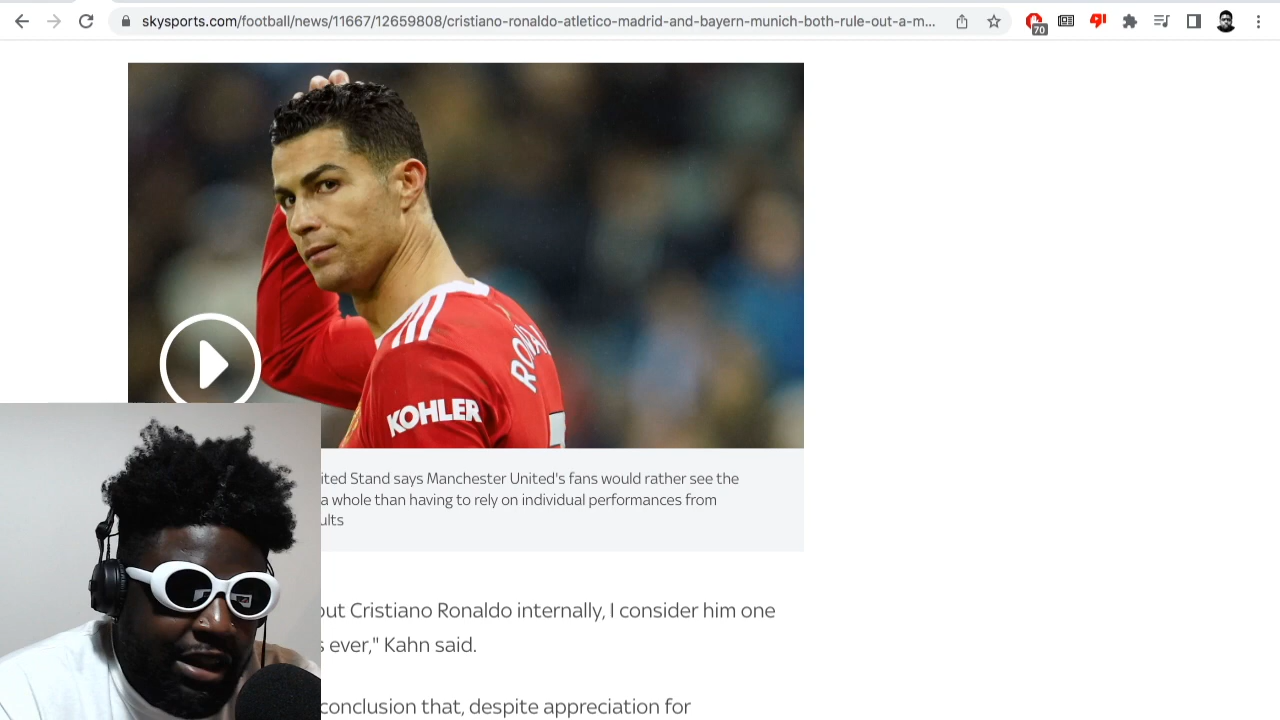 skysports.com/football/news/11667/12659808/cristiano-ronaldo-atletico-madrid-and-bayern-munich-both-rule-out-a-m...
70
RONAL
KOHLER
7
ited Stand says Manchester United's fans would rather see the
a whole than having to rely on individual performances from
ults
out Cristiano Ronaldo internally, I consider him one
s ever," Kahn said.
conclusion that, despite appreciation for